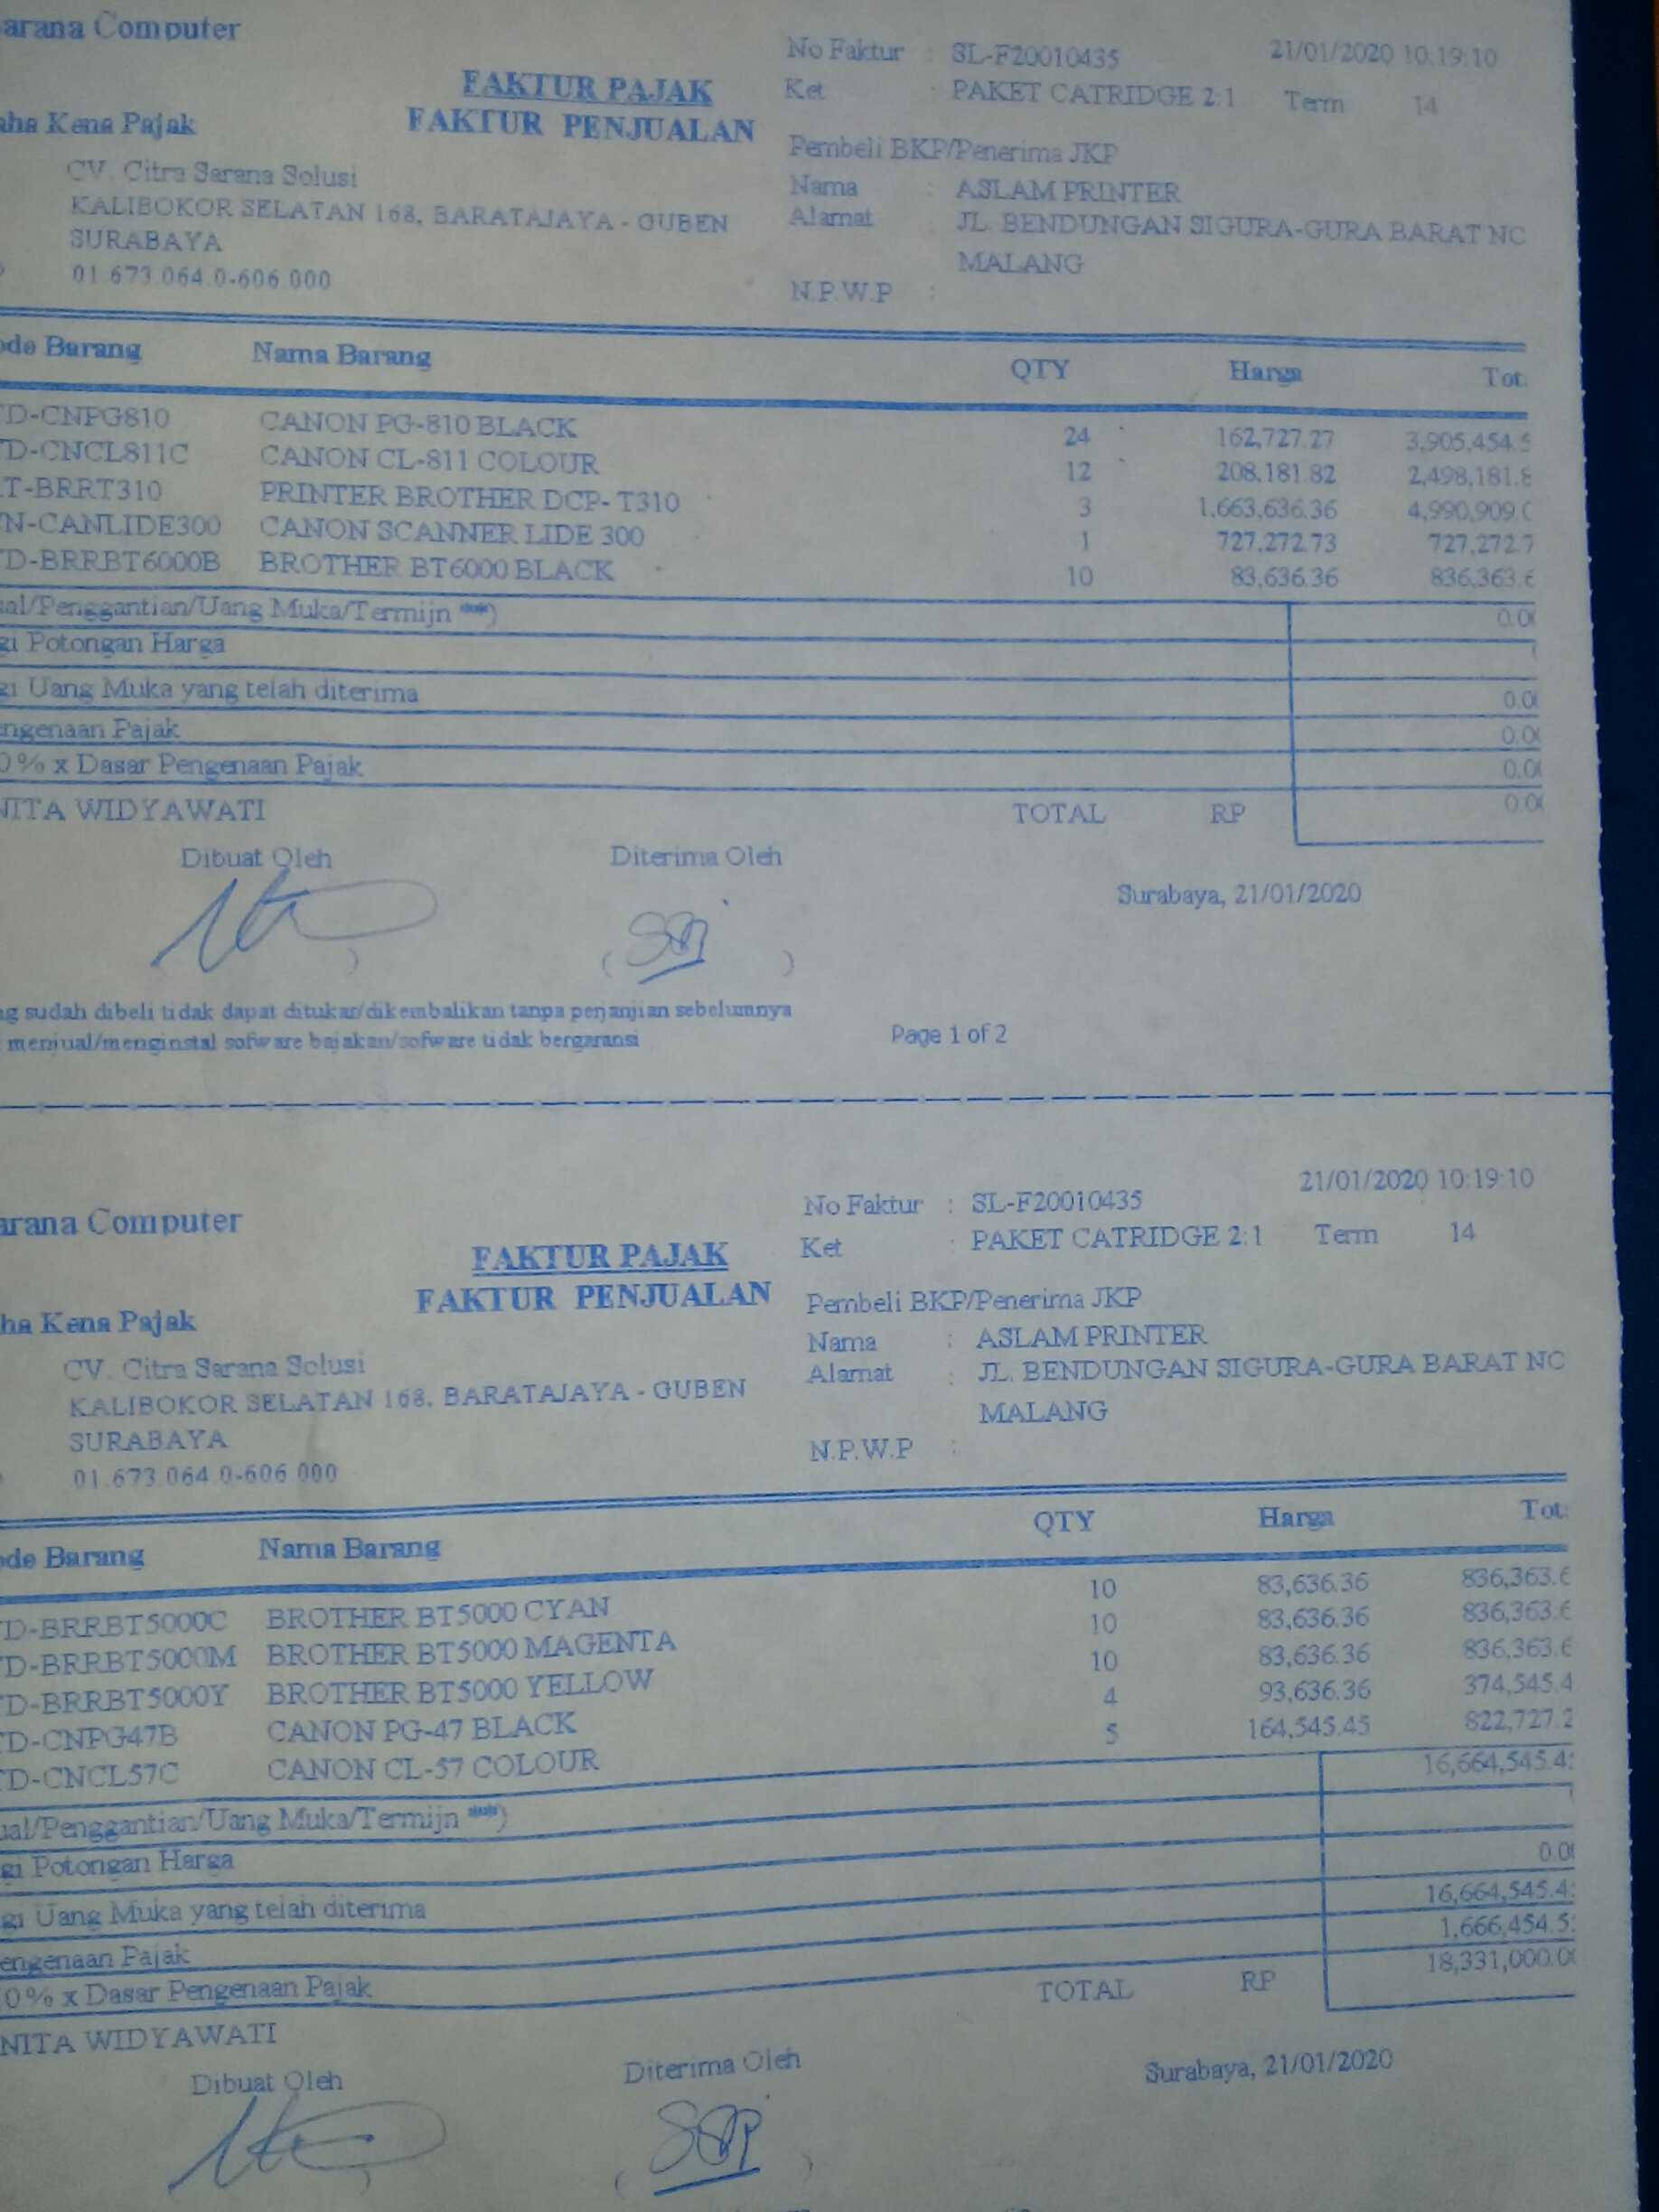 arana Computer
No Faktur : SL-F20010435 21/01/2020 10:19:10
FAKTUR PAJAK
Ket : PAKET CATRIDGE 2:1 Term 14
aha Kena Pajak
FAKTUR PENJUALAN
Pembeli BKP/Penerima JKP
CV. Citra Sarana Solusi
Nama : ASLAM PRINTER
KALIBOKOR SELATAN 168, BARATAJAYA - GUBEN
Alamat : JL. BENDUNGAN SIGURA-GURA BARAT NO
SURABAYA
MALANG
01.673.064.0-606.000
N.P.W.P :
ode Barang Nama Barang QTY Harga Tot
TD-CNPG810 CANON PG-810 BLACK 24 162,727.27 3,905,454.5
TD-CNCL811C CANON CL-811 COLOUR 12 208,181.82 2,498,181.8
T-BRRT310 PRINTER BROTHER DCP- T310 3 1,663,636.36 4,990,909.0
N-CANLIDE300 CANON SCANNER LIDE 300 1 727,272.73 727,272.7
TD-BRRBT6000B BROTHER BT6000 BLACK 10 83,636.36 836,363.6
ual/Penggantian/Uang Muka/Termijn ***) 0.00
gi Potongan Harga
gi Uang Muka yang telah diterima 0.00
engenaan Pajak 0.00
0% x Dasar Pengenaan Pajak 0.00
NITA WIDYAWATI TOTAL RP 0.00
Dibuat Oleh Diterima Oleh
Surabaya, 21/01/2020
ng sudah dibeli tidak dapat ditukar/dikembalikan tanpa perjanjian sebelumnya
menjual/menginstal sofware bajakan/sofware tidak bergaransi
Page 1 of 2
21/01/2020 10:19:10
arana Computer
No Faktur : SL-F20010435
FAKTUR PAJAK
Ket : PAKET CATRIDGE 2:1 Term 14
FAKTUR PENJUALAN
aha Kena Pajak
Pembeli BKP/Penerima JKP
CV. Citra Sarana Solusi
Nama : ASLAM PRINTER
KALIBOKOR SELATAN 168, BARATAJAYA - GUBEN
Alamat : JL. BENDUNGAN SIGURA-GURA BARAT NO
SURABAYA
MALANG
01.673.064.0-606.000
N.P.W.P :
ode Barang Nama Barang QTY Harga Tot
TD-BRRBT5000C BROTHER BT5000 CYAN 10 83,636.36 836,363.6
TD-BRRBT5000M BROTHER BT5000 MAGENTA 10 83,636.36 836,363.6
TD-BRRBT5000Y BROTHER BT5000 YELLOW 10 83,636.36 836,363.6
TD-CNPG47B CANON PG-47 BLACK 4 93,636.36 374,545.4
TD-CNCL57C CANON CL-57 COLOUR 5 164,545.45 822,727.2
ual/Penggantian/Uang Muka/Termijn ***) 16,664,545.4
gi Potongan Harga
gi Uang Muka yang telah diterima 0.00
engenaan Pajak 16,664,545.4
0% x Dasar Pengenaan Pajak 1,666,454.5
NITA WIDYAWATI TOTAL RP 18,331,000.00
Dibuat Oleh Diterima Oleh
Surabaya, 21/01/2020